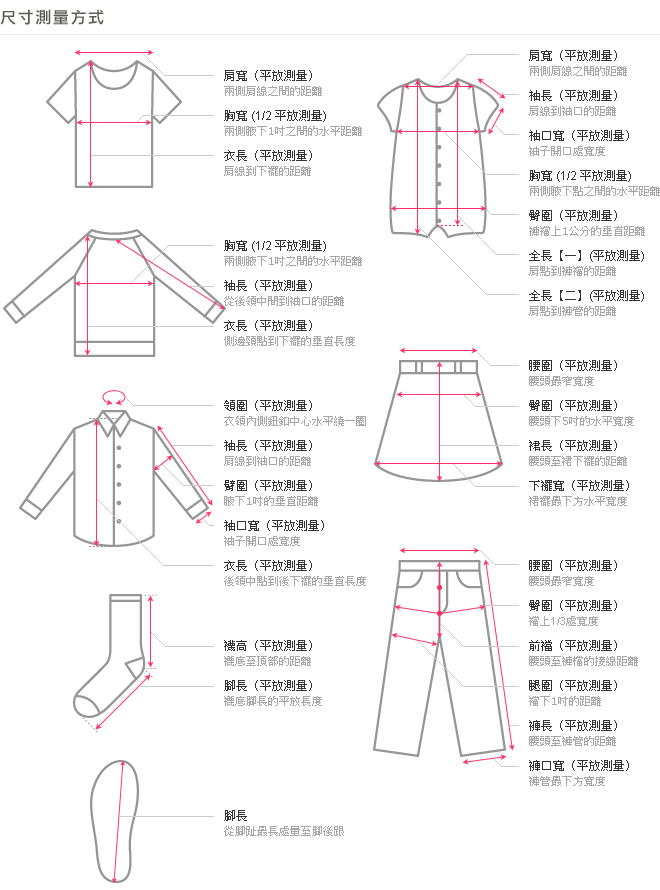 尺寸測量方式
肩寬（平放測量）
兩側肩線之間的距離
胸寬 (1/2 平放測量)
兩側腋下1吋之間的水平距離
衣長（平放測量）
肩線到下襬的距離
胸寬 (1/2 平放測量)
兩側腋下1吋之間的水平距離
袖長（平放測量）
從後領中間到袖口的距離
衣長（平放測量）
側邊頸點到下襬的垂直長度
領圍（平放測量）
衣領內側鈕釦中心水平繞一圈
袖長（平放測量）
肩線到袖口的距離
臂圍（平放測量）
腋下1吋的垂直距離
袖口寬（平放測量）
袖子開口處寬度
衣長（平放測量）
後領中點到後下襬的垂直長度
襪高（平放測量）
襪底至頂部的距離
腳長（平放測量）
襪底腳長的平放長度
腳長
從腳趾最長處量至腳後跟
肩寬（平放測量）
兩側肩線之間的距離
袖長（平放測量）
肩線到袖口的距離
袖口寬（平放測量）
袖子開口處寬度
胸寬 (1/2 平放測量)
兩側腋下點之間的水平距離
臀圍（平放測量）
褲襠上1公分的垂直距離
全長【一】(平放測量)
肩點到褲襠的距離
全長【二】(平放測量)
肩點到褲管的距離
腰圍（平放測量）
腰頭最窄寬度
臀圍（平放測量）
腰頭下5吋的水平寬度
裙長（平放測量）
腰頭至裙下襬的距離
下襬寬（平放測量）
裙襬最下方水平寬度
腰圍（平放測量）
腰頭最窄寬度
臀圍（平放測量）
襠上1/3處寬度
前襠（平放測量）
腰頭至褲檔的接線距離
腿圍（平放測量）
襠下1吋的距離
褲長（平放測量）
腰頭至褲管的距離
褲口寬（平放測量）
褲管最下方寬度